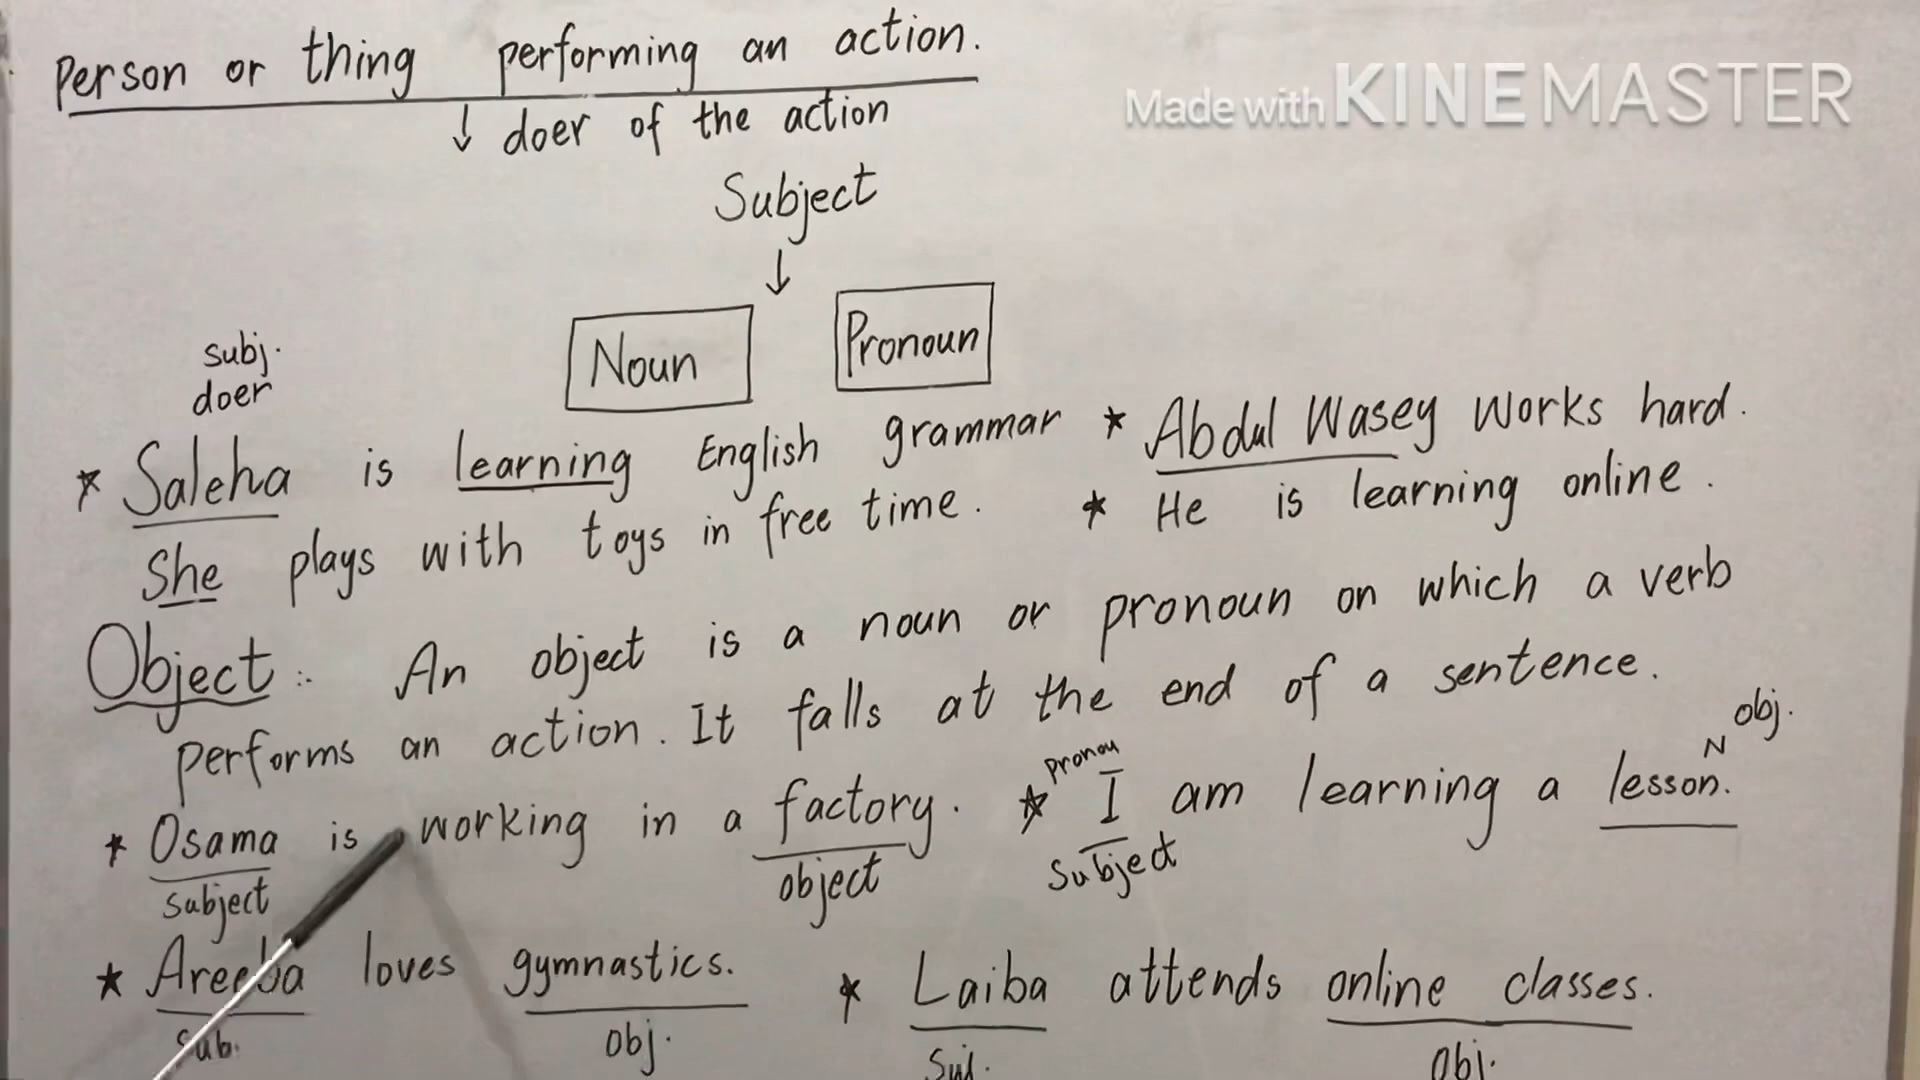 Person or thing performing an action.
Made with KINEMASTER
↓ doer of the action
Subject
↓
Noun
Pronoun
subj.
doer
* Saleha is learning English grammar
She plays with toys in free time.
* Abdul Wasey works hard.
* He is learning online.
Object: An object is a noun or pronoun on which a verb
performs an action. It falls at the end of a sentence.
* Osama is working in a factory.
subject
object
pronou
N obj.
* I am learning a lesson.
Subject
* Areeba loves gymnastics.
Sub.
Obj.
* Laiba attends online classes.
Obj.